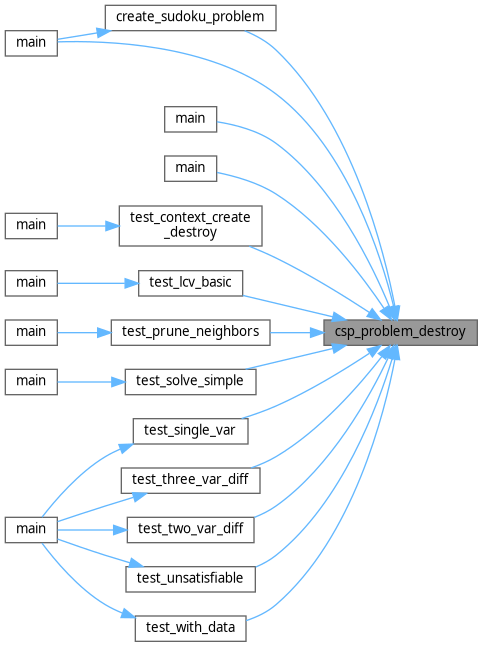 create_sudoku_problem
main
main
main
test_context_create
_destroy
main
test_lcv_basic
main
main
test_prune_neighbors
csp_problem_destroy
main
test_solve_simple
test_single_var
test_three_var_diff
main
test_two_var_diff
test_unsatisfiable
test_with_data